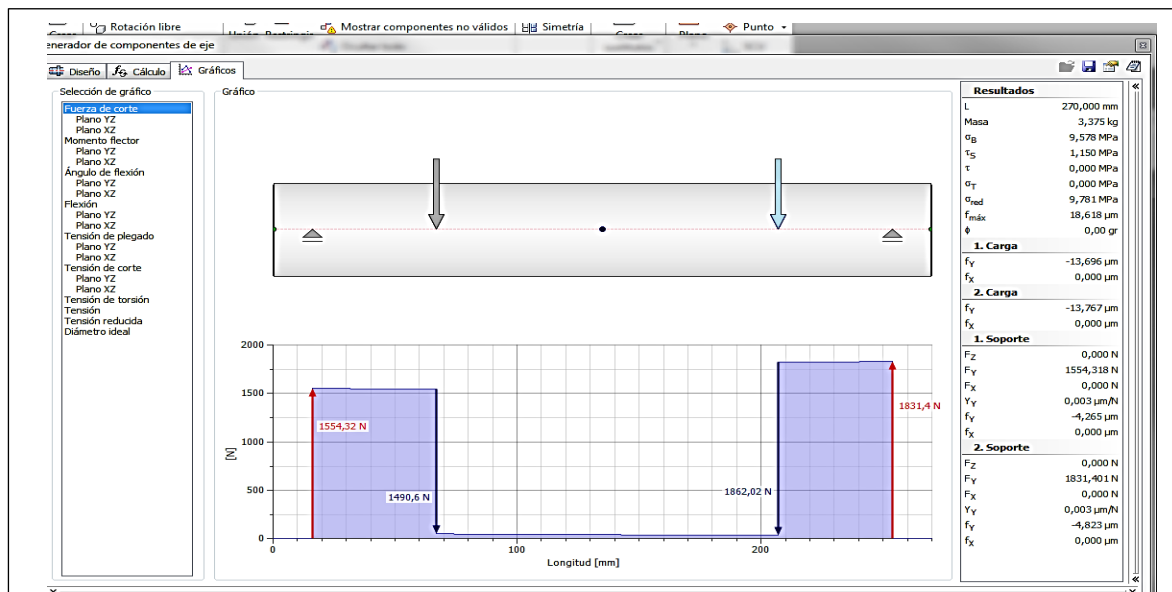 Rotación libre
Mostrar componentes no válidos
Simetría
Punto
enerador de componentes de eje
Diseño
Cálculo
Gráficos
Selección de gráfico
Fuerza de corte
Plano YZ
Plano XZ
Momento flector
Plano YZ
Plano XZ
Ángulo de flexión
Plano YZ
Plano XZ
Flexión
Plano YZ
Plano XZ
Tensión de plegado
Plano YZ
Plano XZ
Tensión de corte
Plano YZ
Plano XZ
Tensión de torsión
Tensión
Tensión reducida
Diámetro ideal
Gráfico
2000
1500
1000
500
0
[N]
1554,32 N
1490,6 N
1862,02 N
1831,4 N
0
100
200
Longitud [mm]
Resultados
L 270,000 mm
Masa 3,375 kg
σB 9,578 MPa
τS 1,150 MPa
τ 0,000 MPa
σT 0,000 MPa
σred 9,781 MPa
fmáx 18,618 µm
ϕ 0,00 gr
1. Carga
fY -13,696 µm
fX 0,000 µm
2. Carga
fY -13,767 µm
fX 0,000 µm
1. Soporte
FZ 0,000 N
FY 1554,318 N
FX 0,000 N
YY 0,003 µm/N
fY -4,265 µm
fX 0,000 µm
2. Soporte
FZ 0,000 N
FY 1831,401 N
FX 0,000 N
YY 0,003 µm/N
fY -4,823 µm
fX 0,000 µm